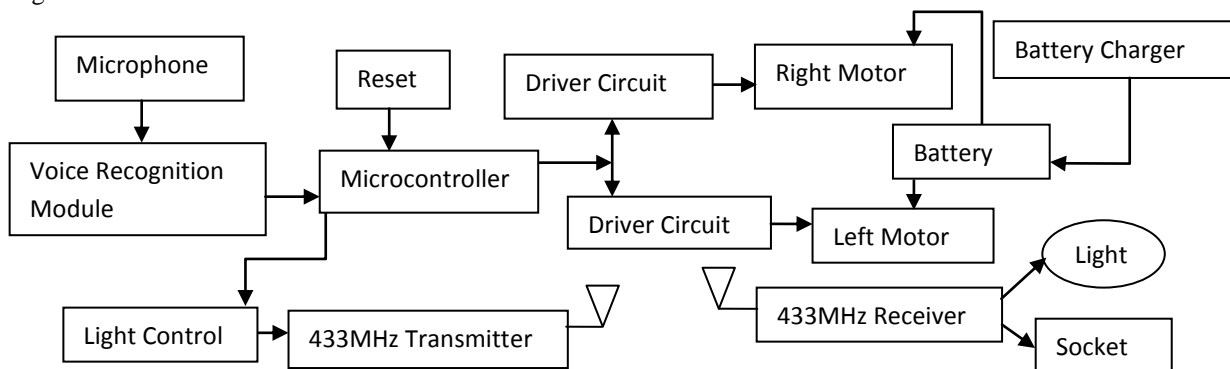 Microphone
Reset
Driver Circuit
Right Motor
Battery Charger
Voice Recognition
Module
Microcontroller
Battery
Driver Circuit
Left Motor
Light
Light Control
433MHz Transmitter
433MHz Receiver
Socket